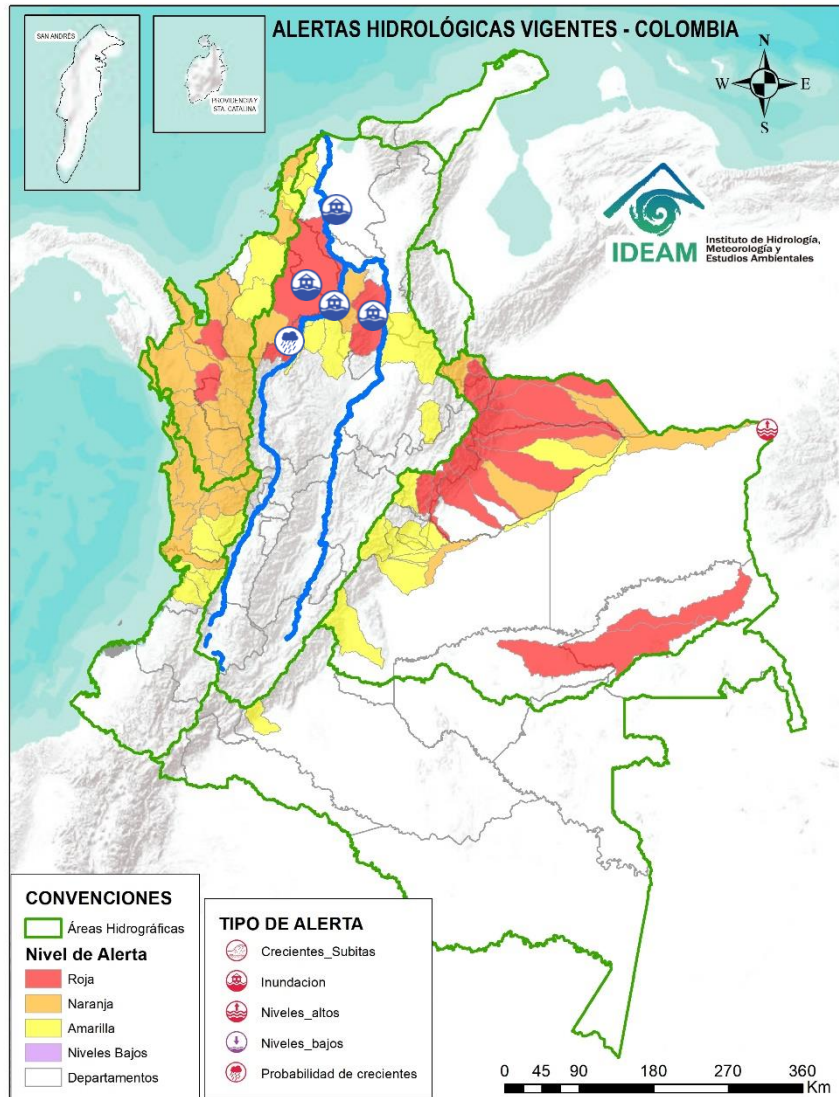 ALERTAS HIDROLÓGICAS VIGENTES - COLOMBIA
SAN ANDRÉS
PROVIDENCIA Y
STA. CATALINA
N
W
E
S
IDEAM
Instituto de Hidrología,
Meteorología y
Estudios Ambientales
CONVENCIONES
Áreas Hidrográficas
Nivel de Alerta
Roja
Naranja
Amarilla
Niveles Bajos
Departamentos
TIPO DE ALERTA
Crecientes_Subitas
Inundacion
Niveles_altos
Niveles_bajos
Probabilidad de crecientes
0 45 90 180 270 360
Km